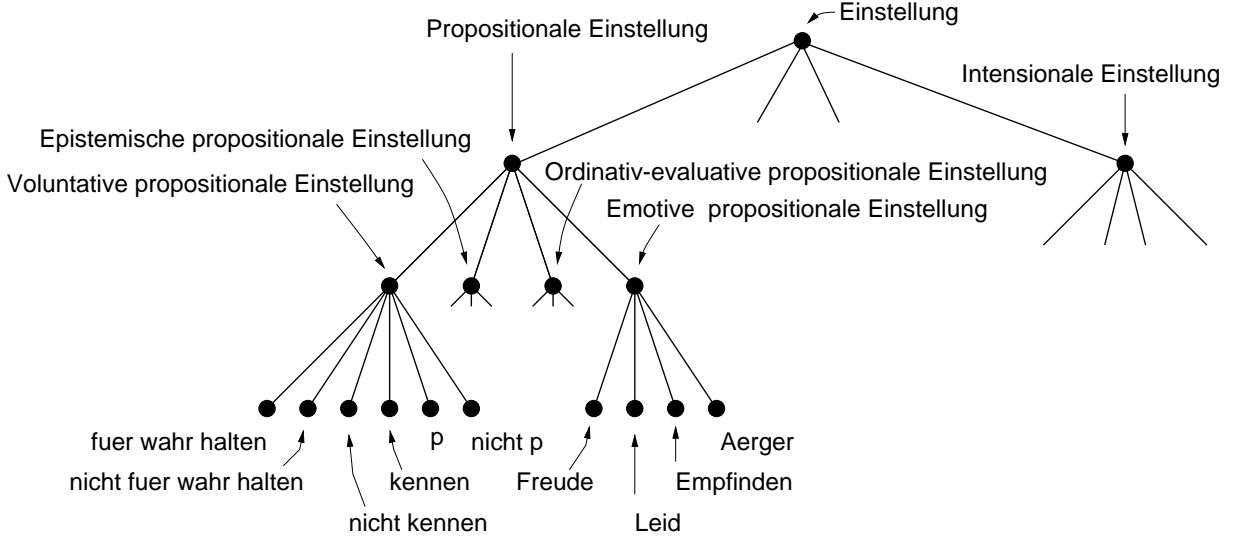 Einstellung
Propositionale Einstellung
Intensionale Einstellung
Epistemische propositionale Einstellung
Ordinativ-evaluative propositionale Einstellung
Voluntative propositionale Einstellung
Emotive propositionale Einstellung
fuer wahr halten
p
nicht p
Aerger
nicht fuer wahr halten
kennen
Freude
Empfinden
nicht kennen
Leid